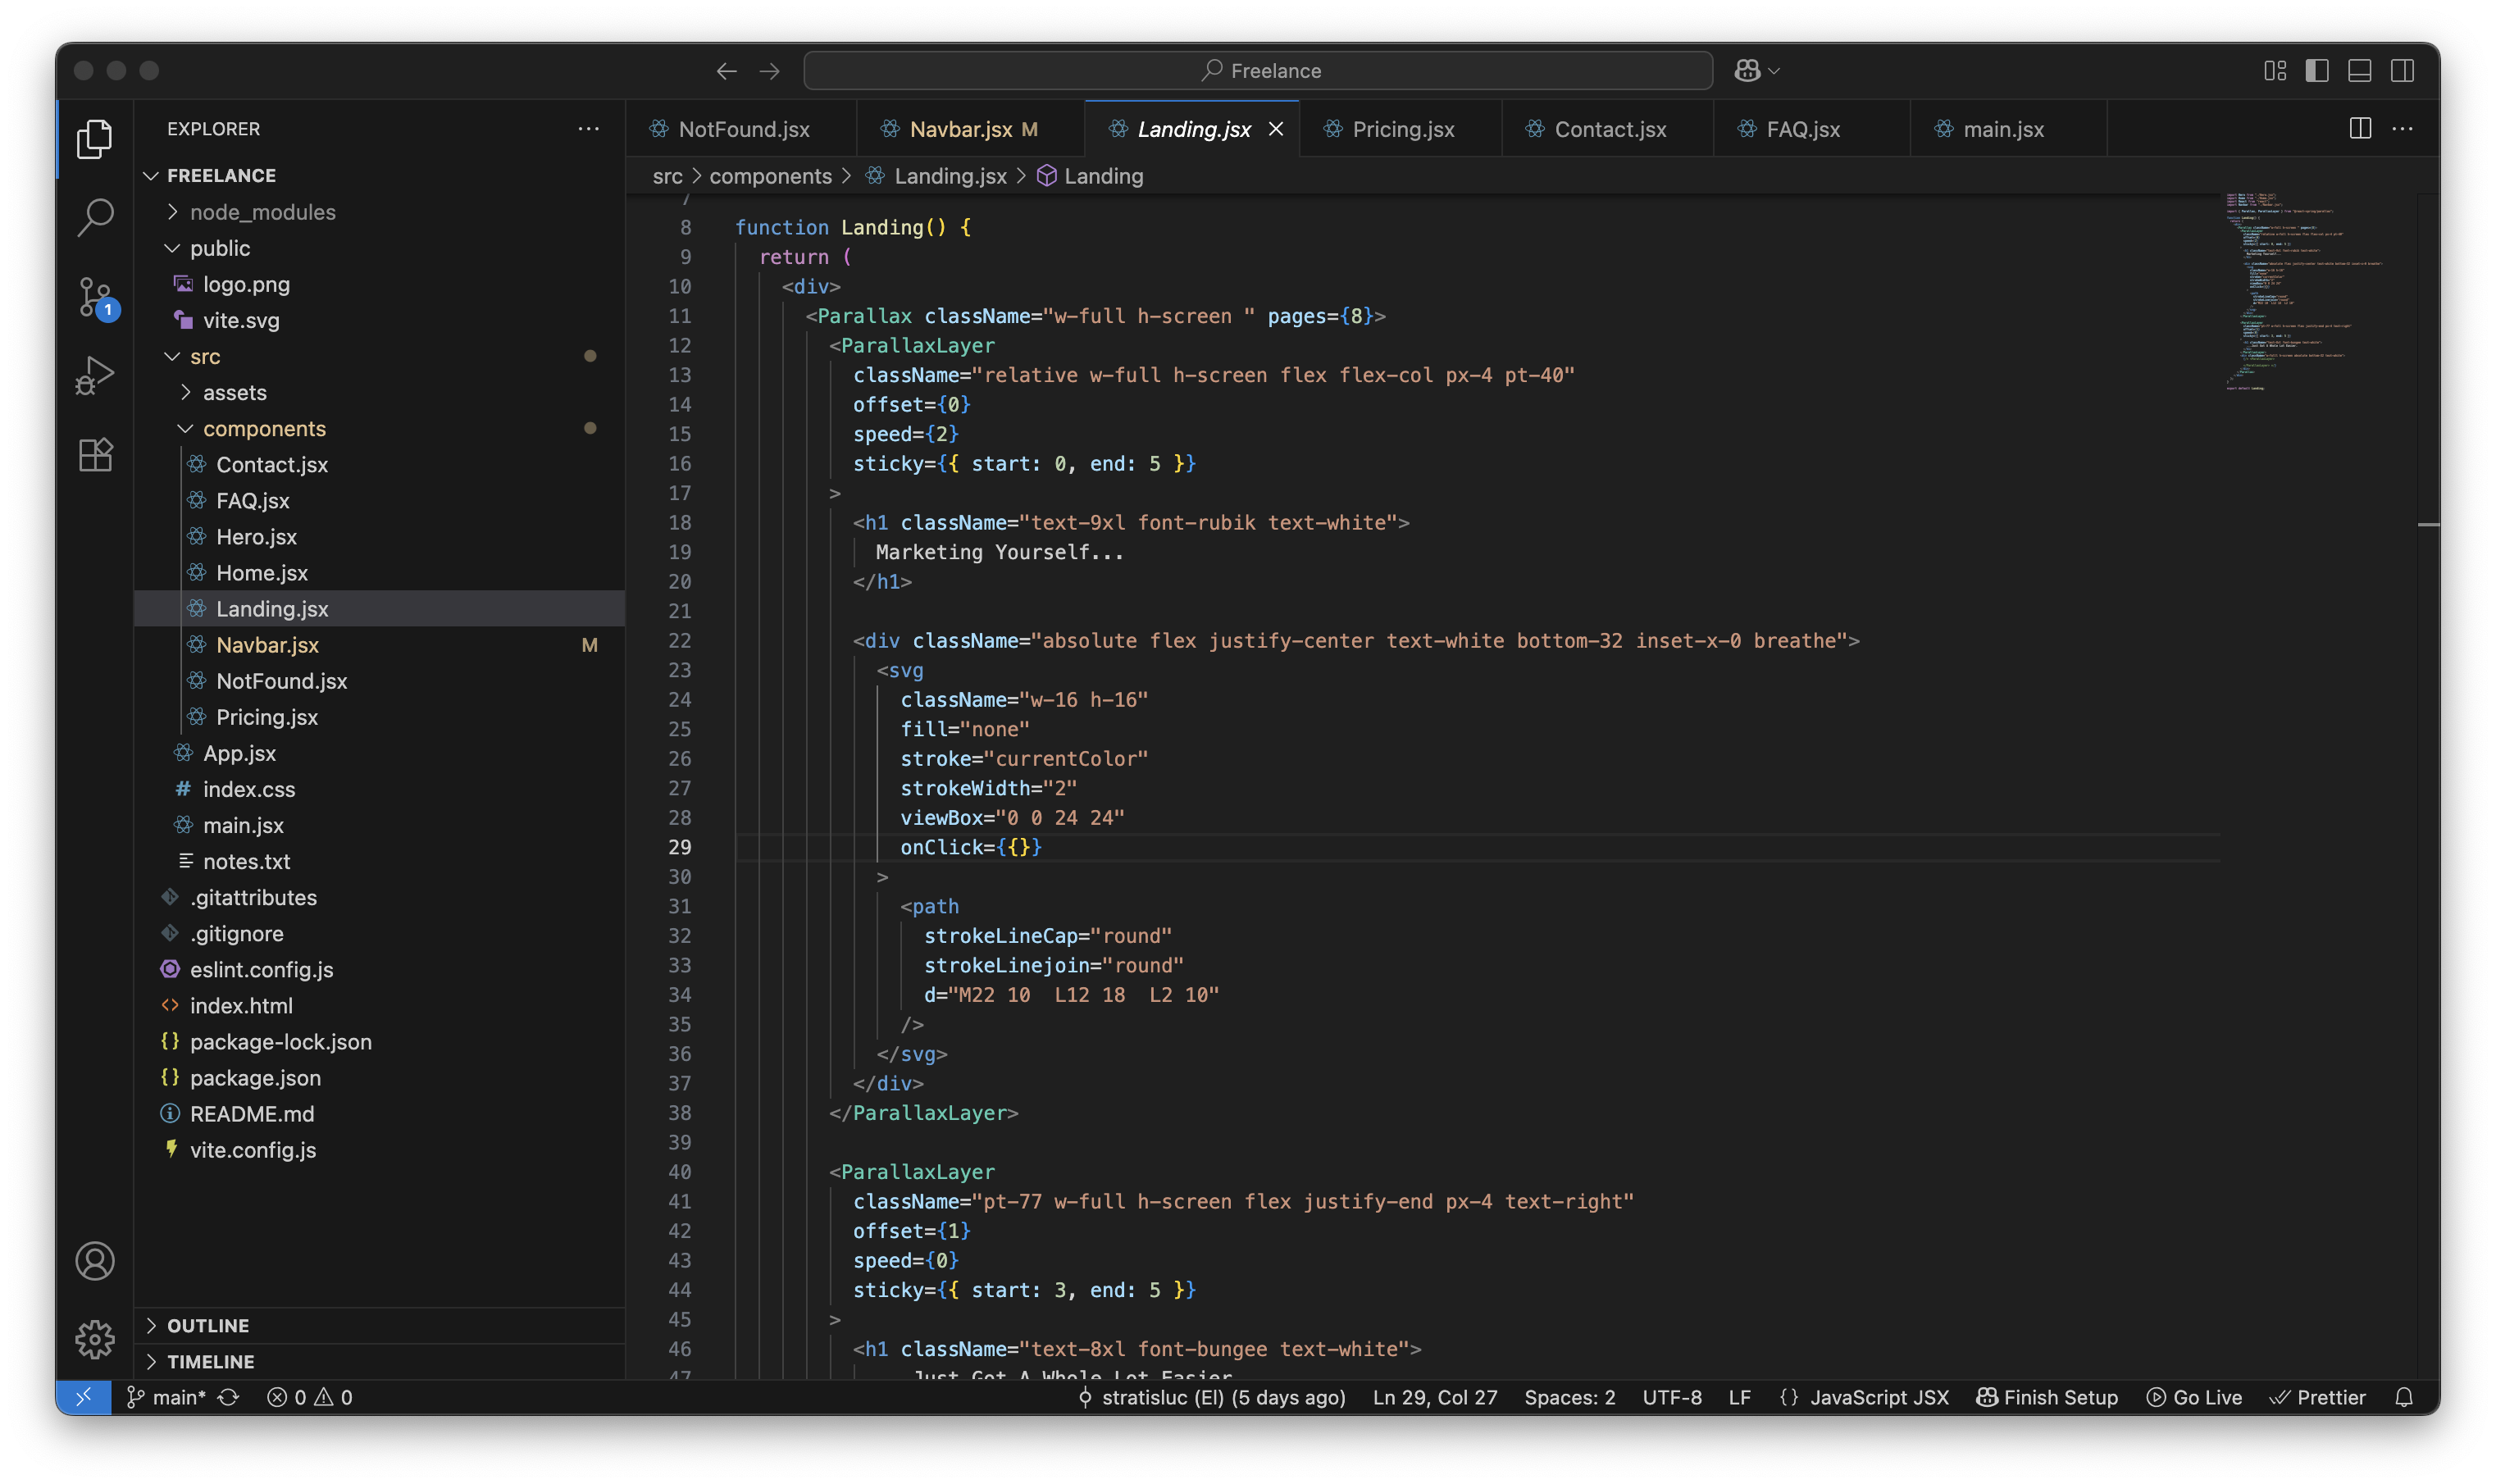 Freelance
EXPLORER
FREELANCE
node_modules
public
logo.png
vite.svg
1
src
assets
components
Contact.jsx
FAQ.jsx
Hero.jsx
Home.jsx
Landing.jsx
Navbar.jsx M
NotFound.jsx
Pricing.jsx
App.jsx
# index.css
main.jsx
notes.txt
.gitattributes
.gitignore
eslint.config.js
<> index.html
{} package-lock.json
{} package.json
README.md
vite.config.js
OUTLINE
TIMELINE
NotFound.jsx Navbar.jsx M Landing.jsx Pricing.jsx Contact.jsx FAQ.jsx main.jsx
src > components > Landing.jsx > Landing
7
8 function Landing() {
9 return (
10 <div>
11 <Parallax className="w-full h-screen " pages={8}>
12 <ParallaxLayer
13 className="relative w-full h-screen flex flex-col px-4 pt-40"
14 offset={0}
15 speed={2}
16 sticky={{ start: 0, end: 5 }}
17 >
18 <h1 className="text-9xl font-rubik text-white">
19 Marketing Yourself...
20 </h1>
21
22 <div className="absolute flex justify-center text-white bottom-32 inset-x-0 breathe">
23 <svg
24 className="w-16 h-16"
25 fill="none"
26 stroke="currentColor"
27 strokeWidth="2"
28 viewBox="0 0 24 24"
29 onClick={{}}
30 >
31 <path
32 strokeLineCap="round"
33 strokeLinejoin="round"
34 d="M22 10  L12 18  L2 10"
35 />
36 </svg>
37 </div>
38 </ParallaxLayer>
39
40 <ParallaxLayer
41 className="pt-77 w-full h-screen flex justify-end px-4 text-right"
42 offset={1}
43 speed={0}
44 sticky={{ start: 3, end: 5 }}
45 >
46 <h1 className="text-8xl font-bungee text-white">
47 Just Got A Whole Lot Easier
main* 0 0 stratisluc (El) (5 days ago) Ln 29, Col 27 Spaces: 2 UTF-8 LF {} JavaScript JSX Finish Setup Go Live Prettier